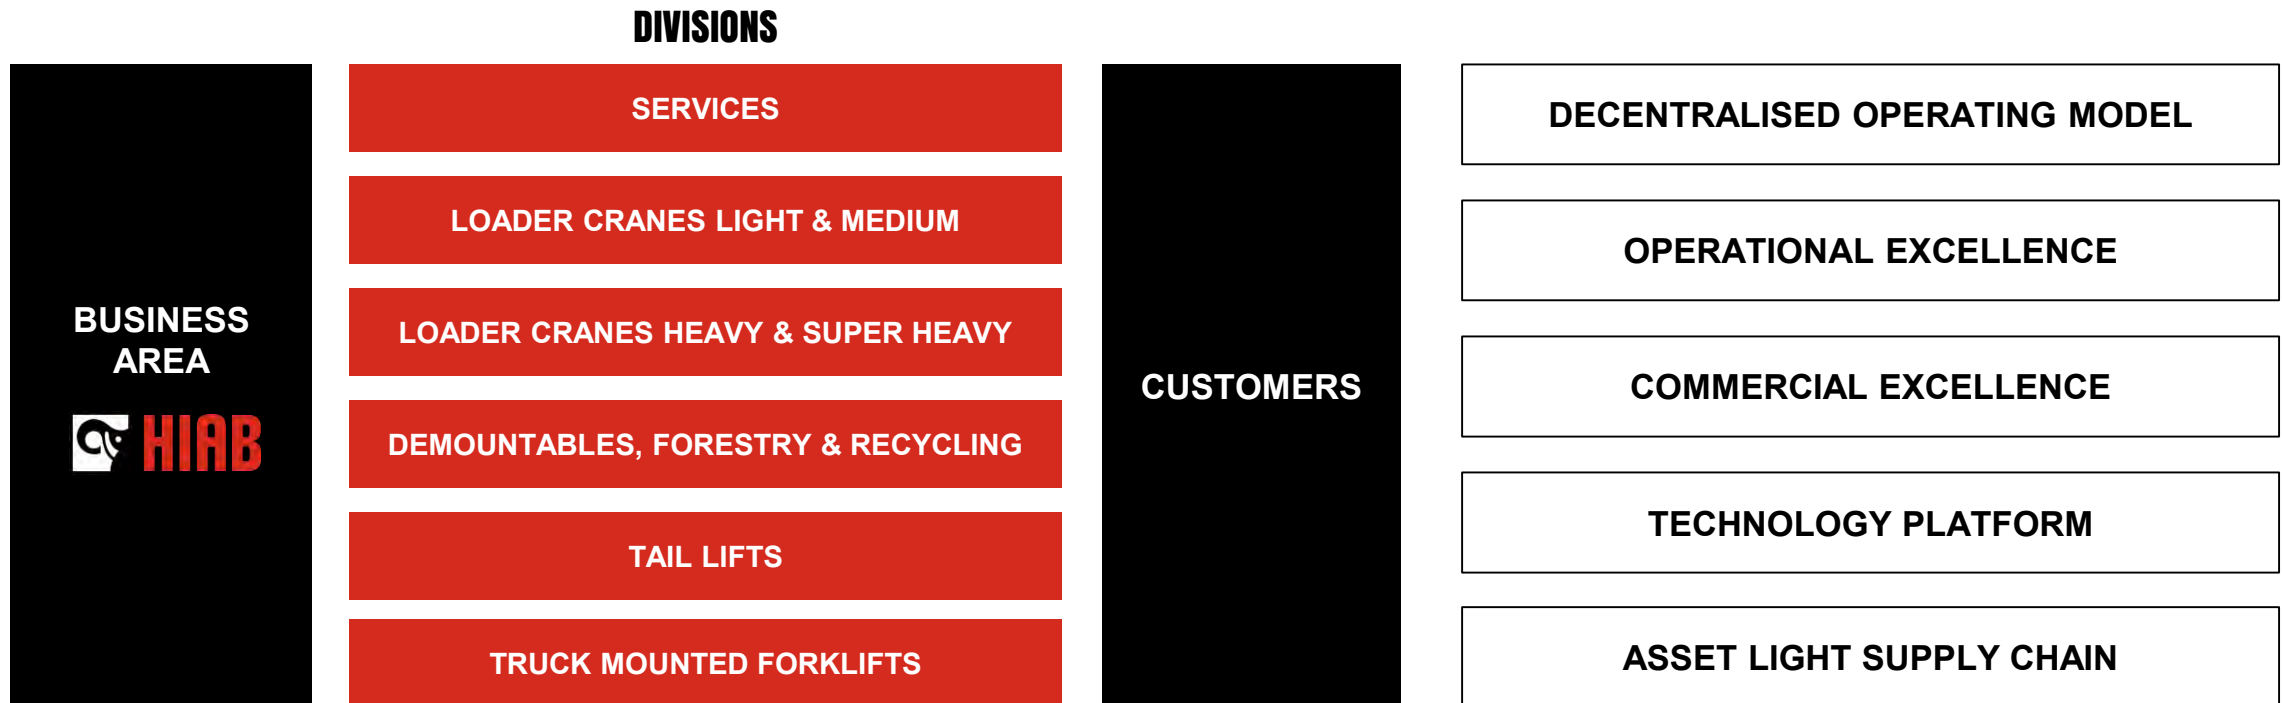 DIVISIONS
BUSINESS
AREA
HIAB
SERVICES
LOADER CRANES LIGHT & MEDIUM
LOADER CRANES HEAVY & SUPER HEAVY
DEMOUNTABLES, FORESTRY & RECYCLING
TAIL LIFTS
TRUCK MOUNTED FORKLIFTS
CUSTOMERS
DECENTRALISED OPERATING MODEL
OPERATIONAL EXCELLENCE
COMMERCIAL EXCELLENCE
TECHNOLOGY PLATFORM
ASSET LIGHT SUPPLY CHAIN